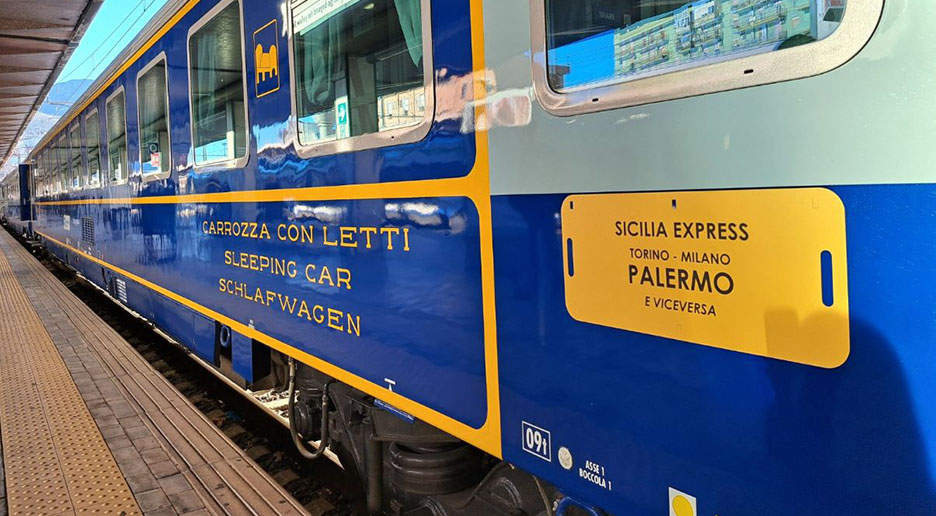 CARROZZA CON LETTI
SLEEPING CAR
SCHLAFWAGEN
SICILIA EXPRESS
TORINO - MILANO
PALERMO
E VICEVERSA
09t
ASSE 1
BOCCOLA 1